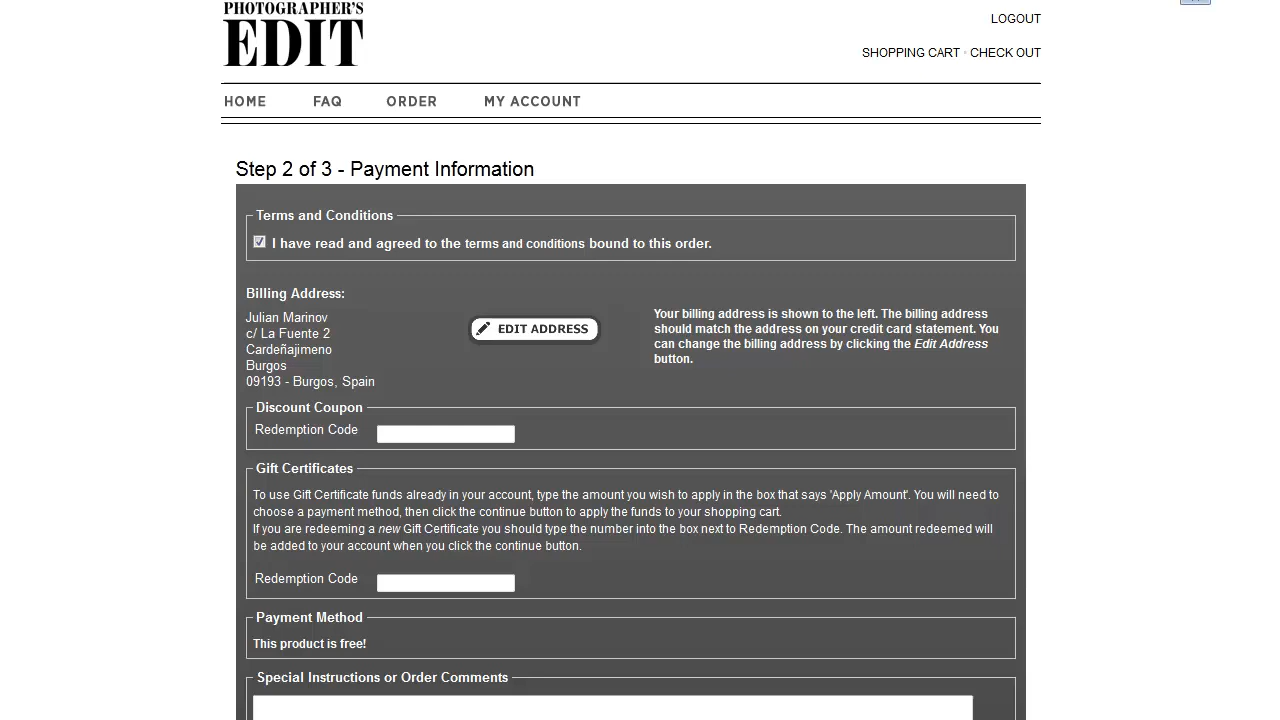 PHOTOGRAPHER'S
EDIT
LOGOUT
SHOPPING CART · CHECK OUT
HOME FAQ ORDER MY ACCOUNT
Step 2 of 3 - Payment Information
Terms and Conditions
I have read and agreed to the terms and conditions bound to this order.
Billing Address:
Julian Marinov
c/ La Fuente 2
Cardeñajimeno
Burgos
09193 - Burgos, Spain
EDIT ADDRESS
Your billing address is shown to the left. The billing address
should match the address on your credit card statement. You
can change the billing address by clicking the Edit Address
button.
Discount Coupon
Redemption Code
Gift Certificates
To use Gift Certificate funds already in your account, type the amount you wish to apply in the box that says 'Apply Amount'. You will need to
choose a payment method, then click the continue button to apply the funds to your shopping cart.
If you are redeeming a new Gift Certificate you should type the number into the box next to Redemption Code. The amount redeemed will
be added to your account when you click the continue button.
Redemption Code
Payment Method
This product is free!
Special Instructions or Order Comments